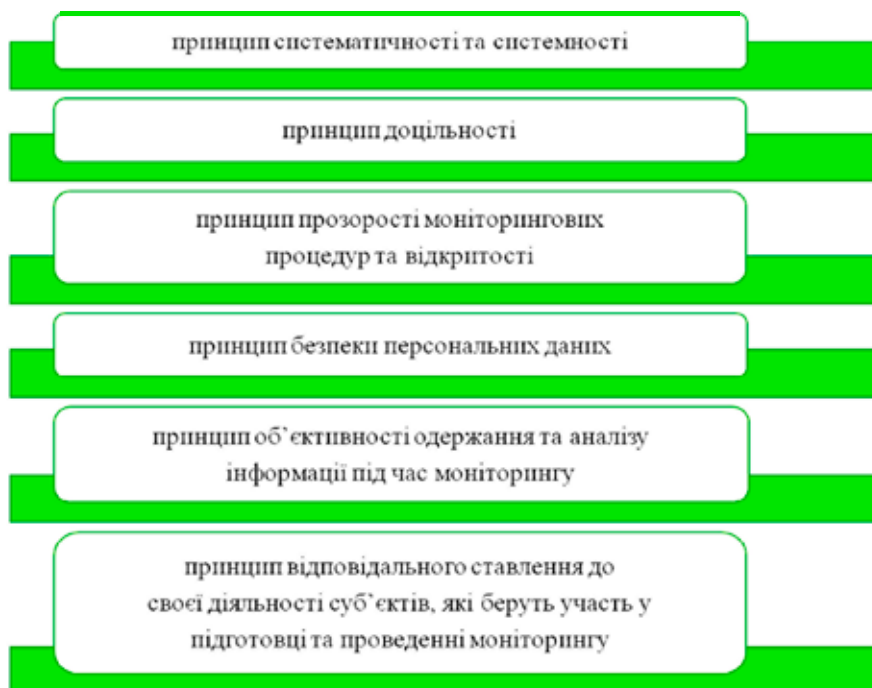 принцип систематичності та системності
принцип доцільності
принцип прозорості моніторингових
процедур та відкритості
принцип безпеки персональних даних
принцип об`єктивності одержання та аналізу
інформації під час моніторингу
принцип відповідального ставлення до
своєї діяльності суб`єктів, які беруть участь у
підготовці та проведенні моніторингу